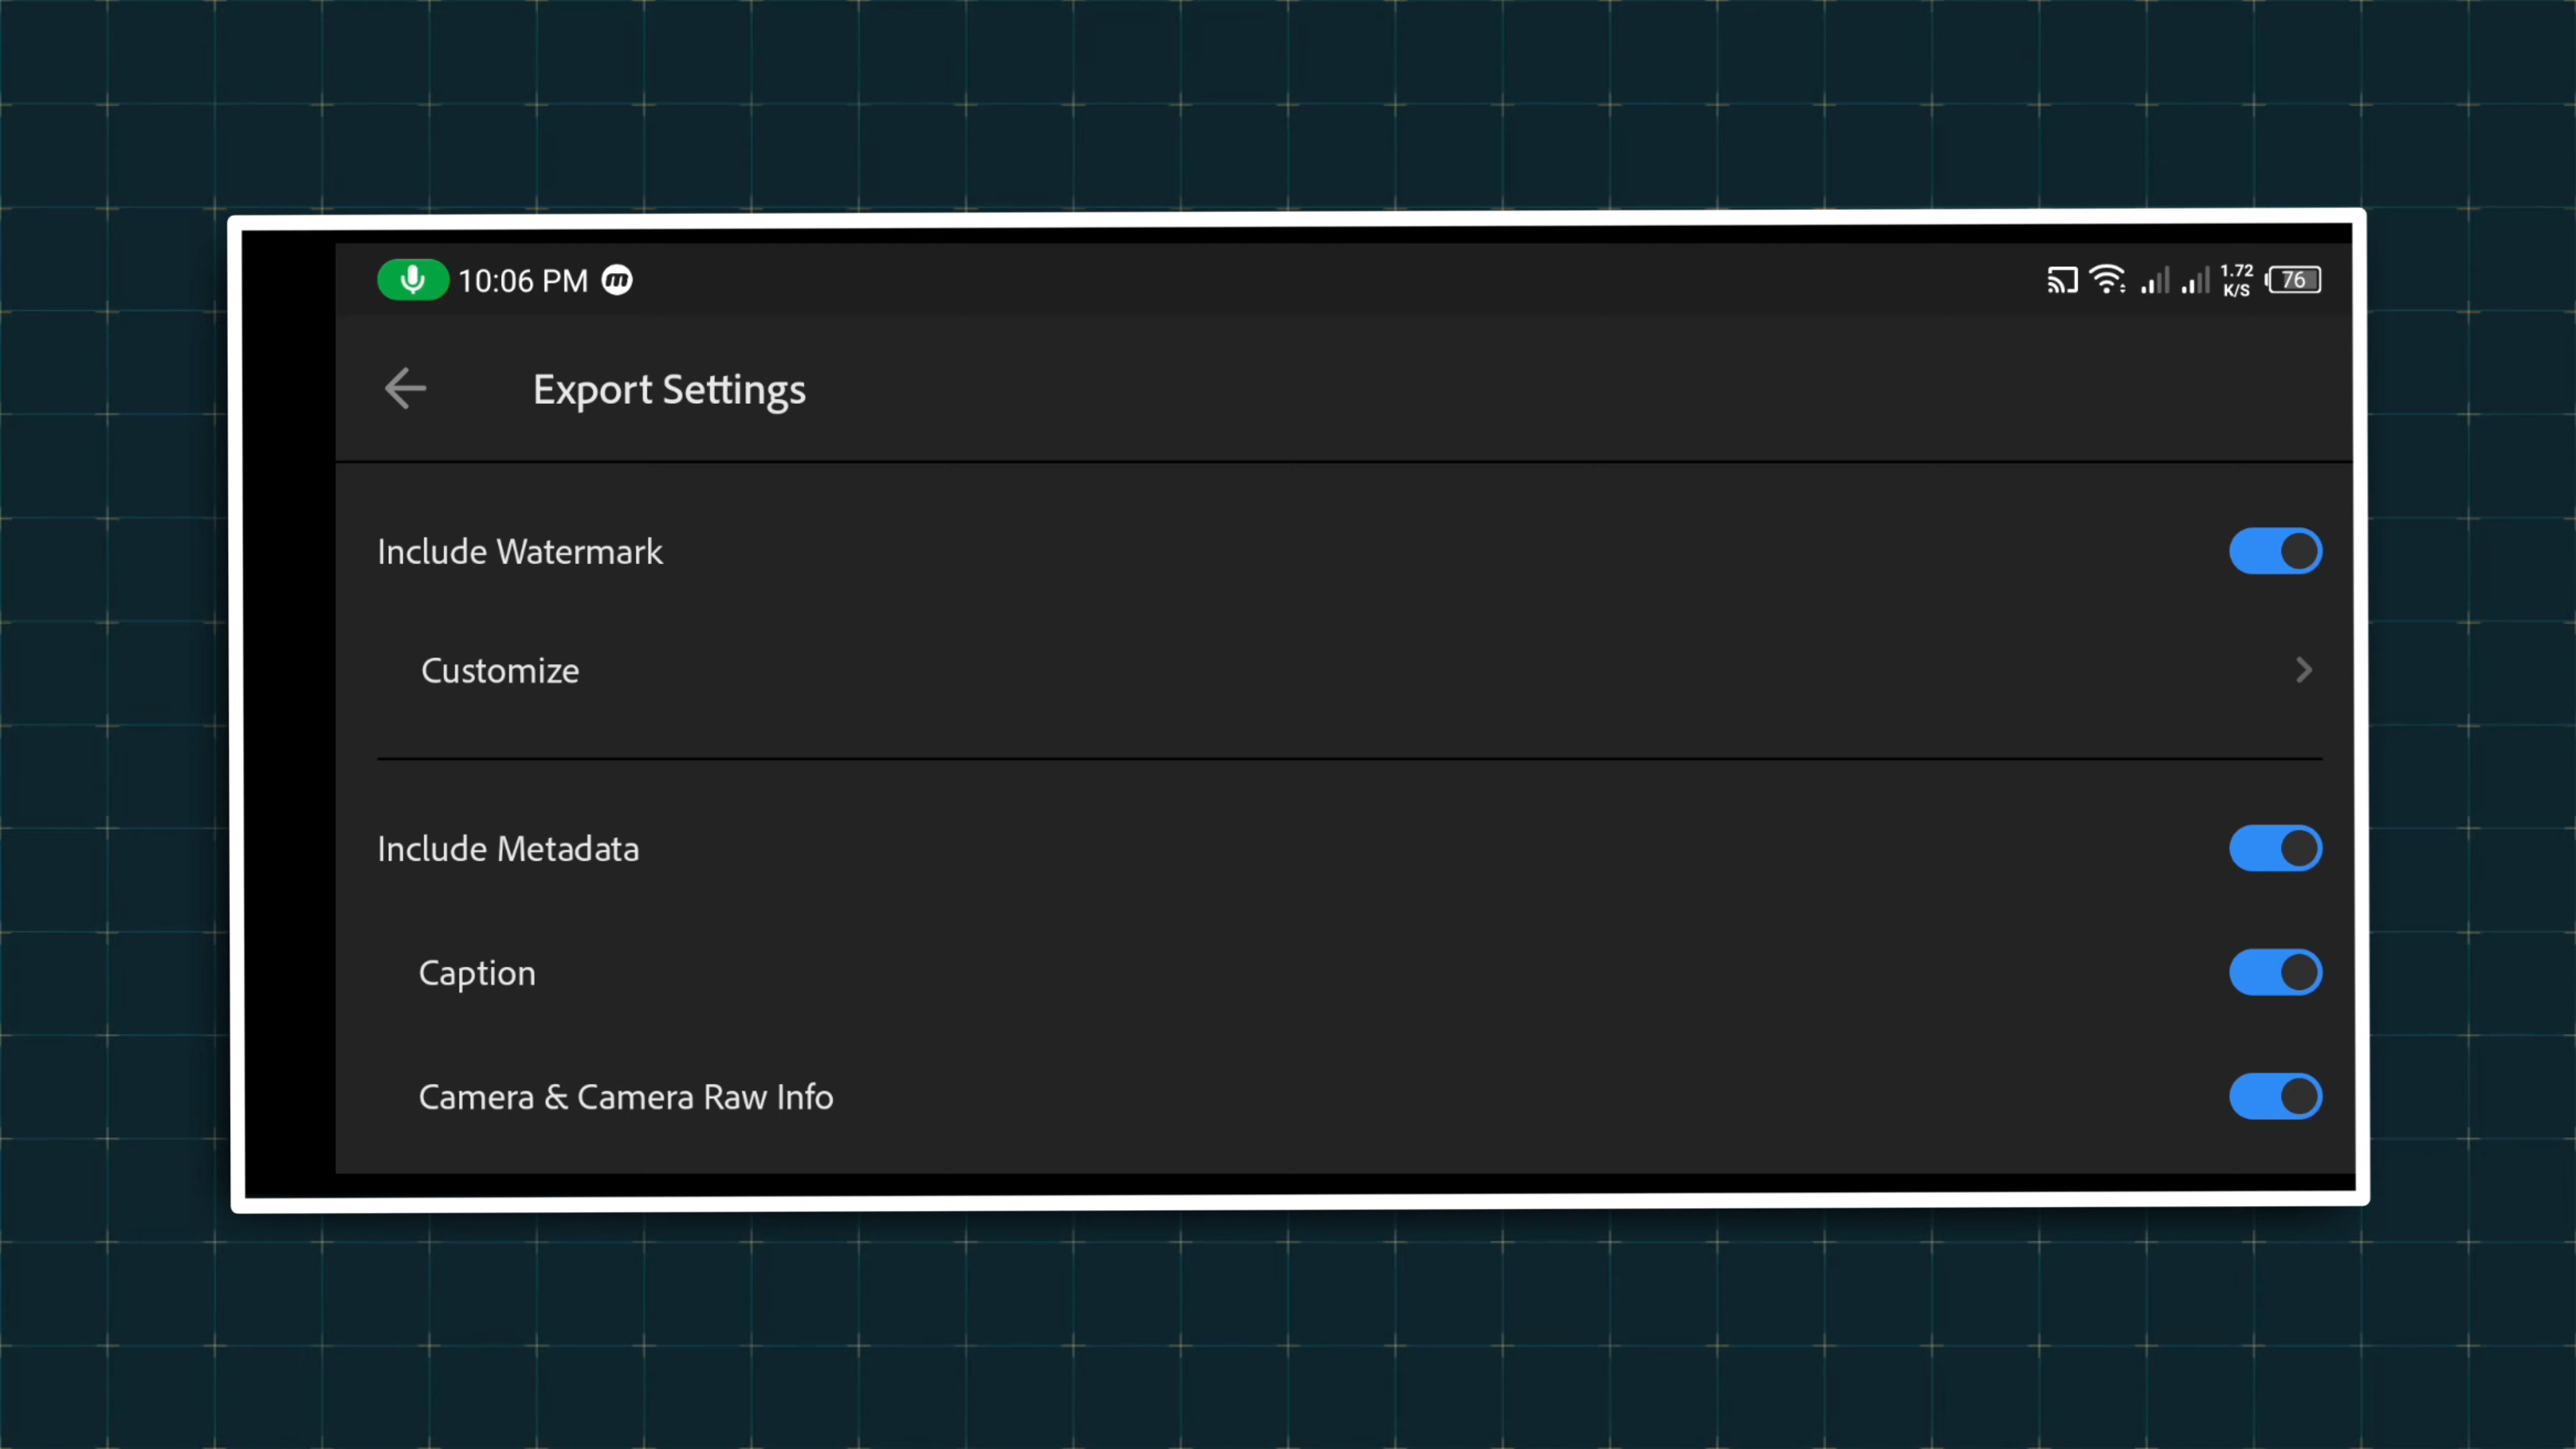 10:06 PM
1.72
K/S
76
Export Settings
Include Watermark
Customize
Include Metadata
Caption
Camera & Camera Raw Info